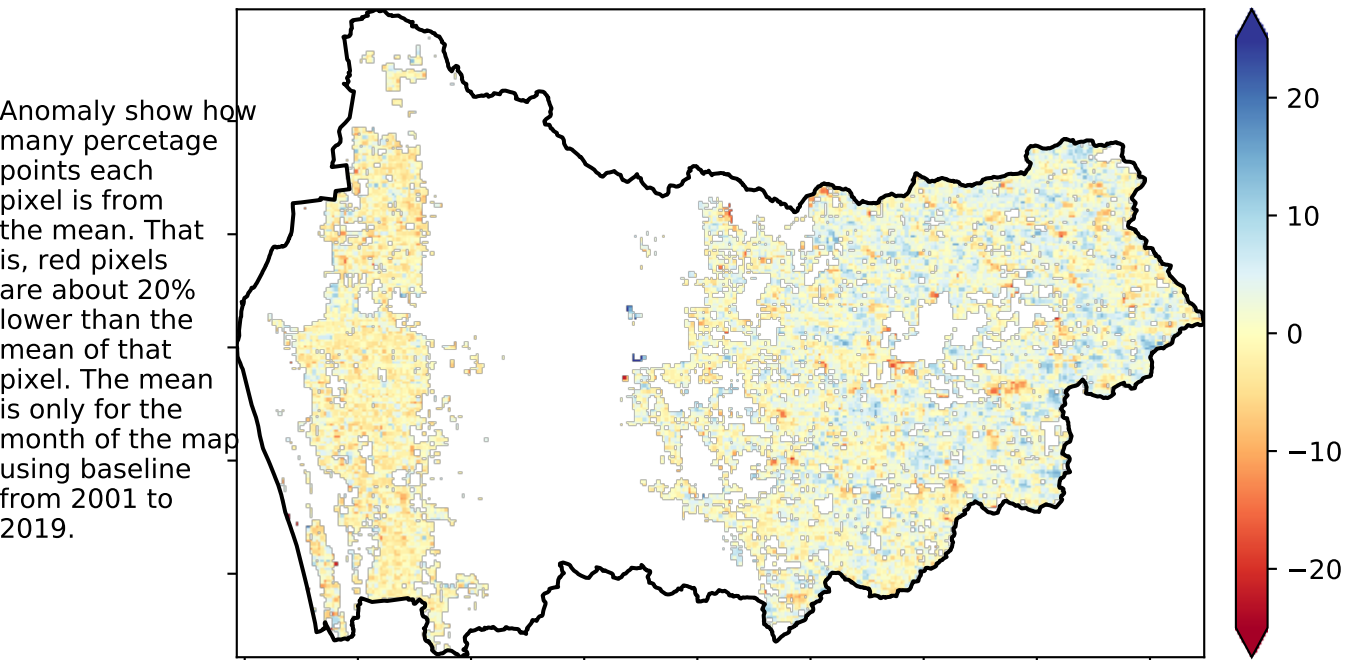 Anomaly show how
many percetage
points each
pixel is from
the mean. That
is, red pixels
are about 20%
lower than the
mean of that
pixel. The mean
is only for the
month of the map
using baseline
from 2001 to
2019.
20
10
0
−10
−20